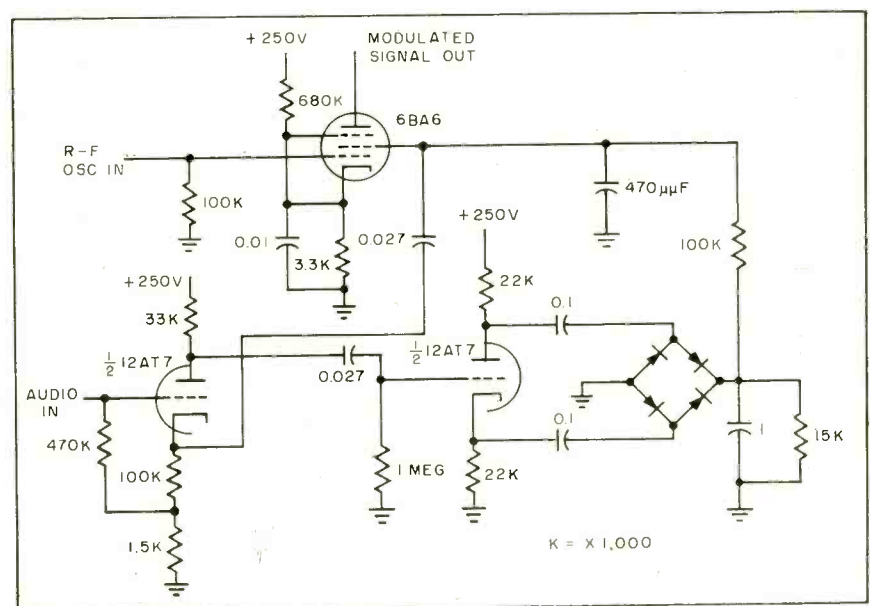 +250V
MODULATED
SIGNAL OUT
680K
6BA6
R-F
OSC IN
100K
470µµF
0.01
3.3K
0.027
+250V
100K
+250V
22K
33K
0.1
½ 12AT7
½ 12AT7
0.027
AUDIO
IN
470K
0.1
1
15K
100K
1 MEG
22K
1.5K
K = X 1,000